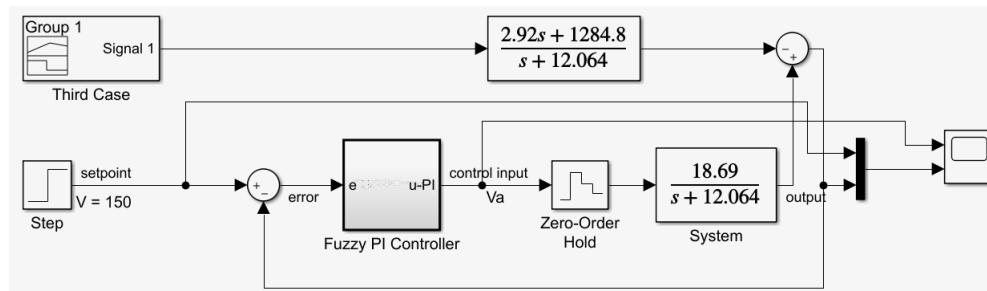 Group 1
Signal 1
Third Case
2.92s + 1284.8
s + 12.064
-
+
setpoint
V = 150
Step
+
-
error
e
u-PI
Fuzzy PI Controller
control input
Va
Zero-Order
Hold
18.69
s + 12.064
System
output